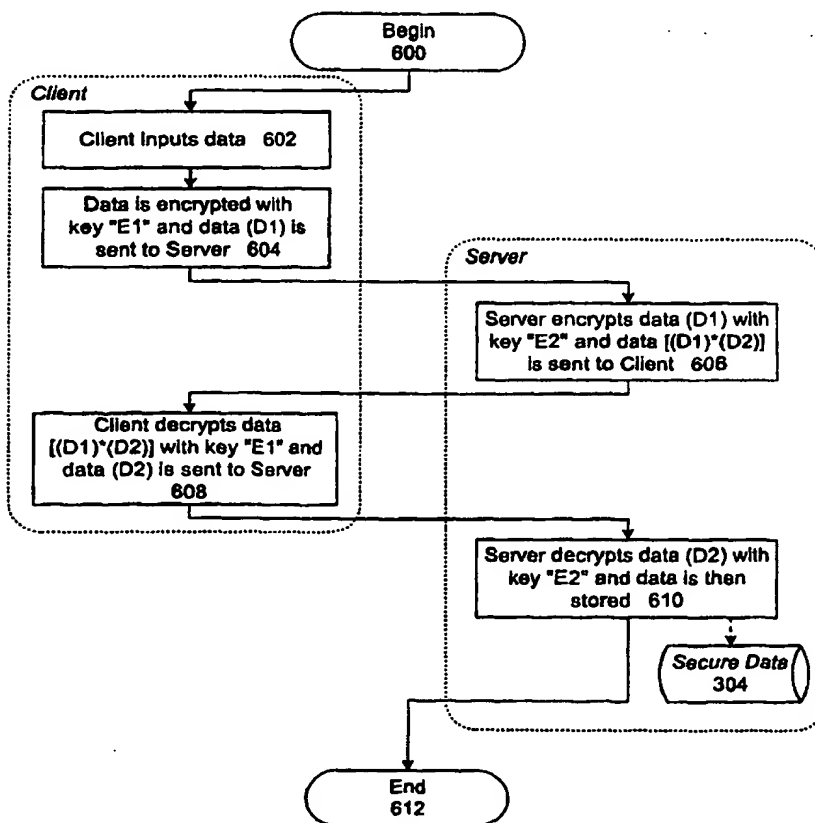 Begin
600
Client
Client Inputs data 602
Data is encrypted with
key "E1" and data (D1) is
sent to Server 604
Server
Server encrypts data (D1) with
key "E2" and data [(D1)*(D2)]
is sent to Client 606
Client decrypts data
[(D1)*(D2)] with key "E1" and
data (D2) is sent to Server
608
Server decrypts data (D2) with
key "E2" and data is then
stored 610
Secure Data
304
End
612